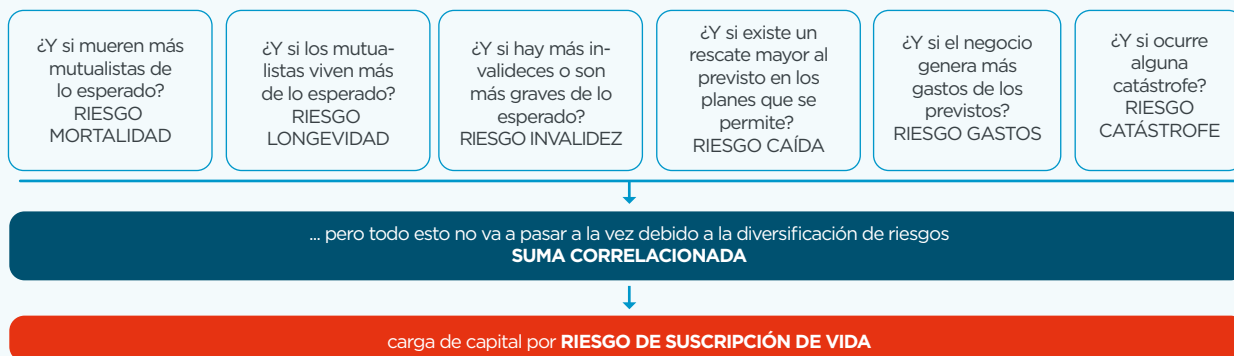 ¿Y si mueren más
mutualistas de
lo esperado?
RIESGO
MORTALIDAD
¿Y si los mutua-
listas viven más
de lo esperado?
RIESGO
LONGEVIDAD
¿Y si hay más in-
valideces o son
más graves de lo
esperado?
RIESGO INVALIDEZ
¿Y si existe un
rescate mayor al
previsto en los
planes que se
permite?
RIESGO CAÍDA
¿Y si el negocio
genera más
gastos de los
previstos?
RIESGO GASTOS
¿Y si ocurre
alguna
catástrofe?
RIESGO
CATÁSTROFE
... pero todo esto no va a pasar a la vez debido a la diversificación de riesgos
SUMA CORRELACIONADA
carga de capital por RIESGO DE SUSCRIPCIÓN DE VIDA